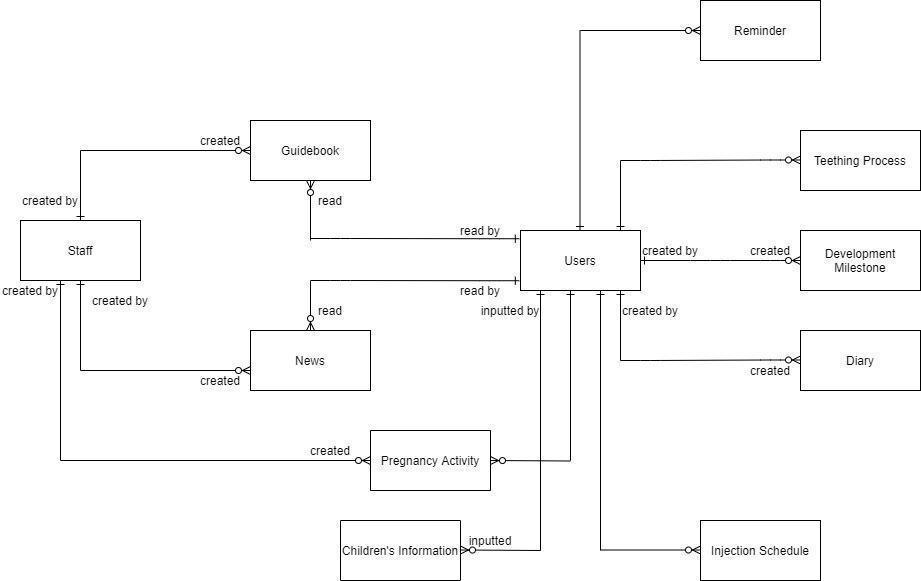 Reminder
created
Guidebook
Teething Process
created by
read
read by
Staff
Users
created by
created
Development
Milestone
created by
created by
read by
inputted by
created by
read
News
Diary
created
created
created
Pregnancy Activity
inputted
Children's Information
Injection Schedule